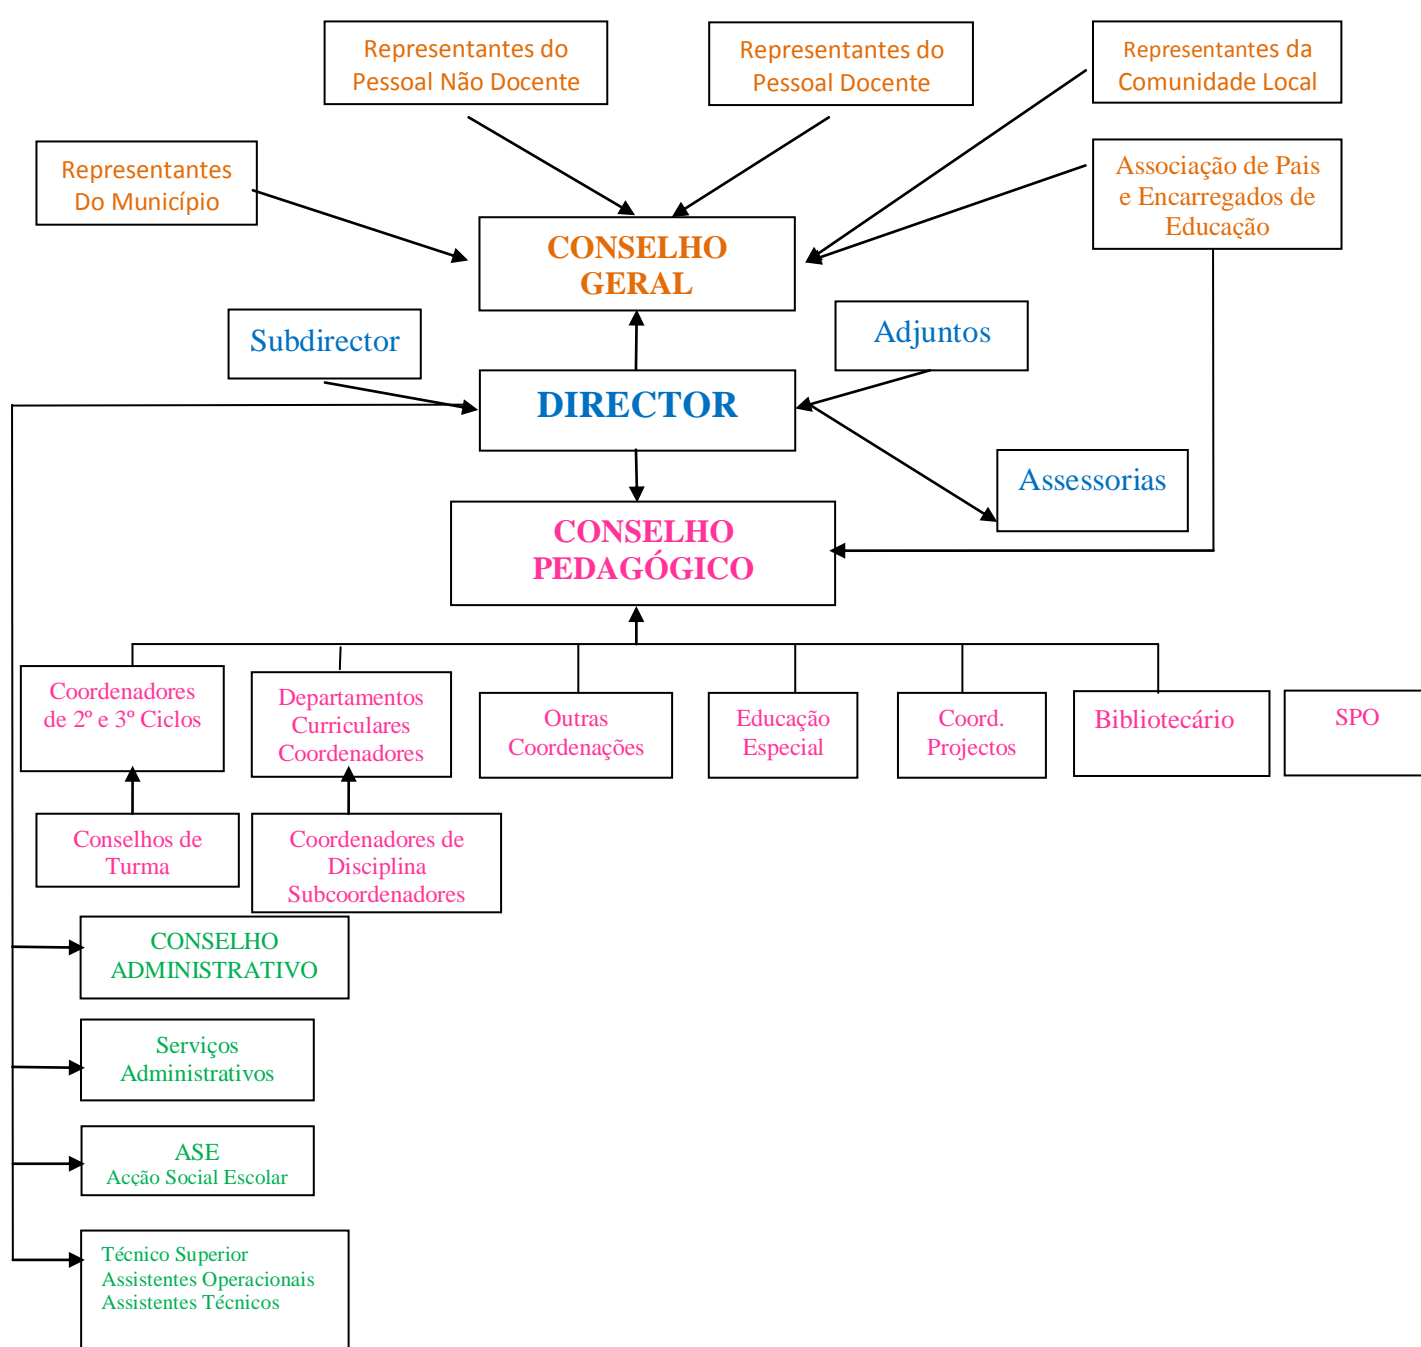 Representantes do
Pessoal Não Docente
Representantes do
Pessoal Docente
Representantes da
Comunidade Local
Representantes
Do Município
Associação de Pais
e Encarregados de
Educação
CONSELHO
GERAL
Subdirector
Adjuntos
DIRECTOR
Assessorias
CONSELHO
PEDAGÓGICO
Coordenadores
de 2º e 3º Ciclos
Departamentos
Curriculares
Coordenadores
Outras
Coordenações
Educação
Especial
Coord.
Projectos
Bibliotecário
SPO
Conselhos de
Turma
Coordenadores de
Disciplina
Subcoordenadores
CONSELHO
ADMINISTRATIVO
Serviços
Administrativos
ASE
Acção Social Escolar
Técnico Superior
Assistentes Operacionais
Assistentes Técnicos